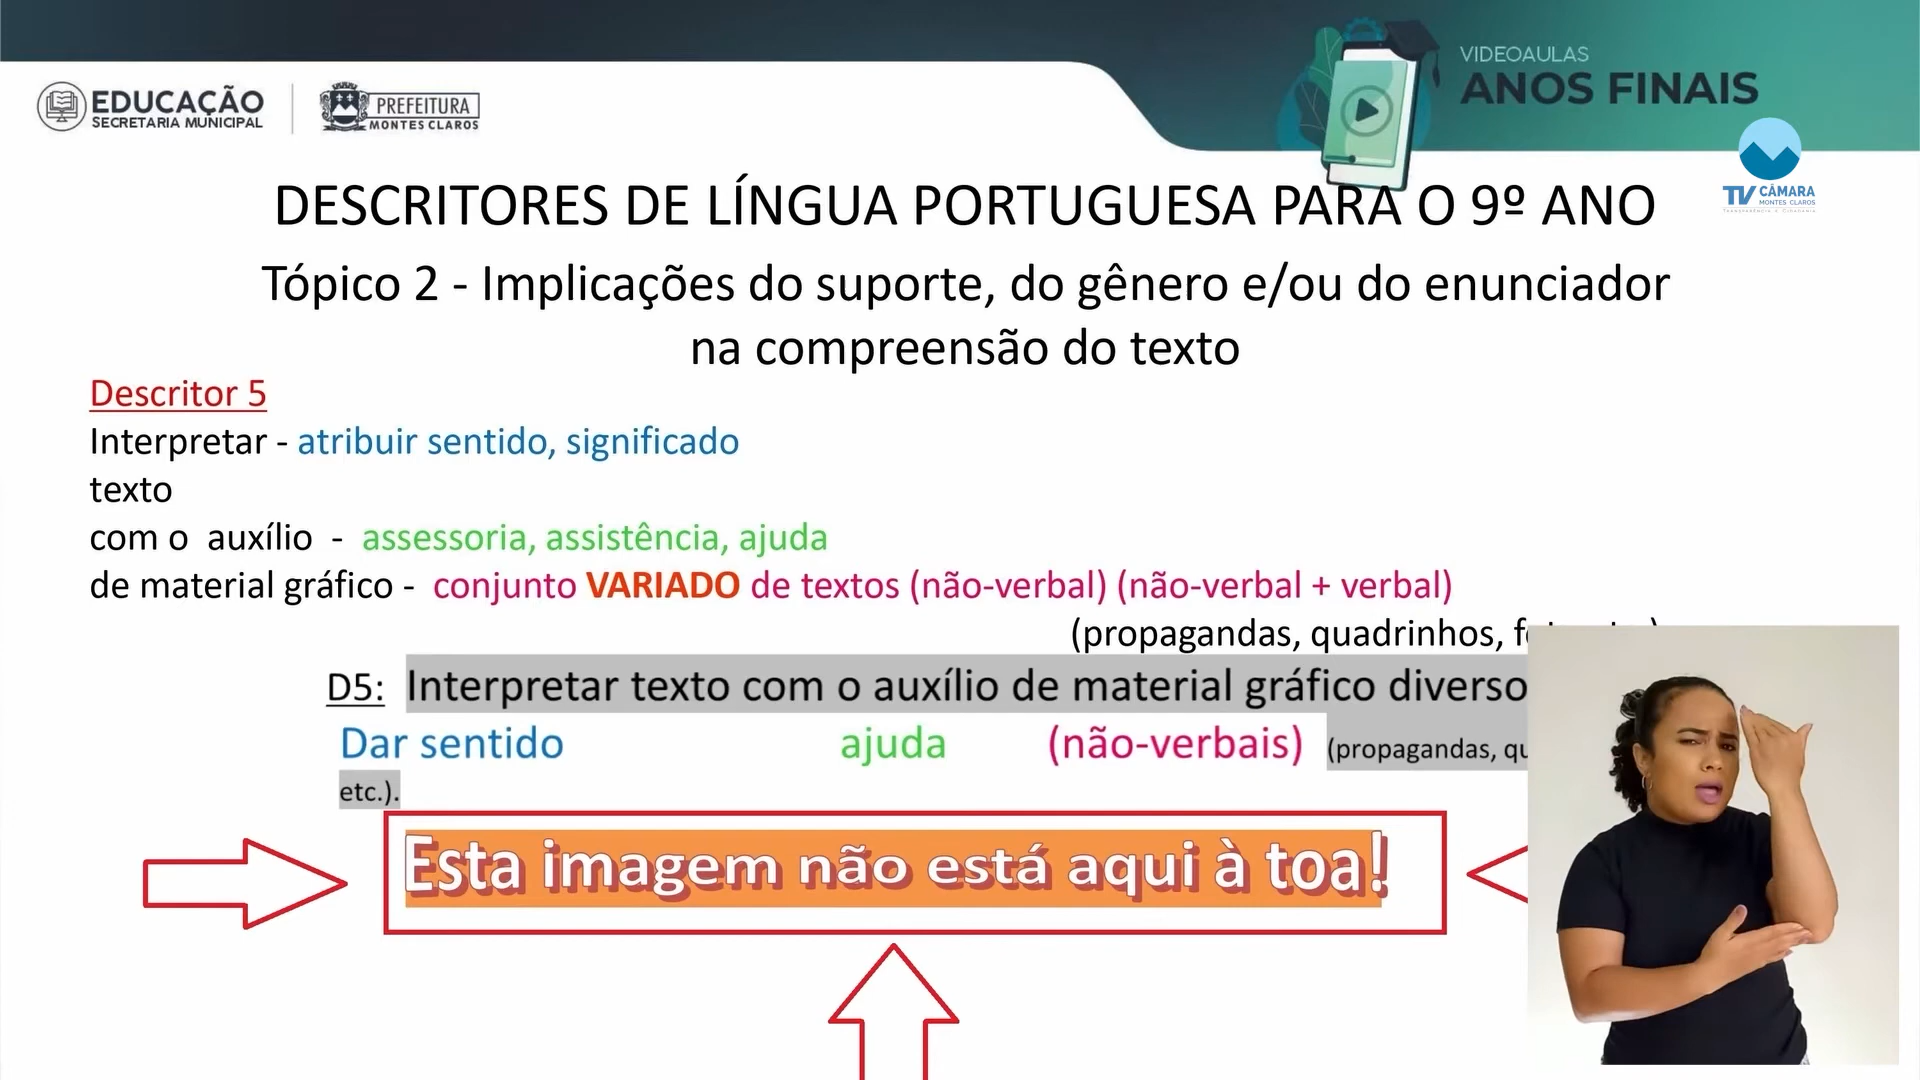 VIDEOAULAS
ANOS FINAIS
EDUCAÇÃO
SECRETARIA MUNICIPAL
PREFEITURA
MONTES CLAROS
TV CÂMARA
MONTES CLAROS
DESCRITORES DE LÍNGUA PORTUGUESA PARA O 9º ANO
Tópico 2 - Implicações do suporte, do gênero e/ou do enunciador
na compreensão do texto
Descritor 5
Interpretar - atribuir sentido, significado
texto
com o auxílio - assessoria, assistência, ajuda
de material gráfico - conjunto VARIADO de textos (não-verbal) (não-verbal + verbal)
(propagandas, quadrinhos,
D5: Interpretar texto com o auxílio de material gráfico diverso
Dar sentido ajuda (não-verbais) (propagandas,
etc.).
Esta imagem não está aqui à toa!